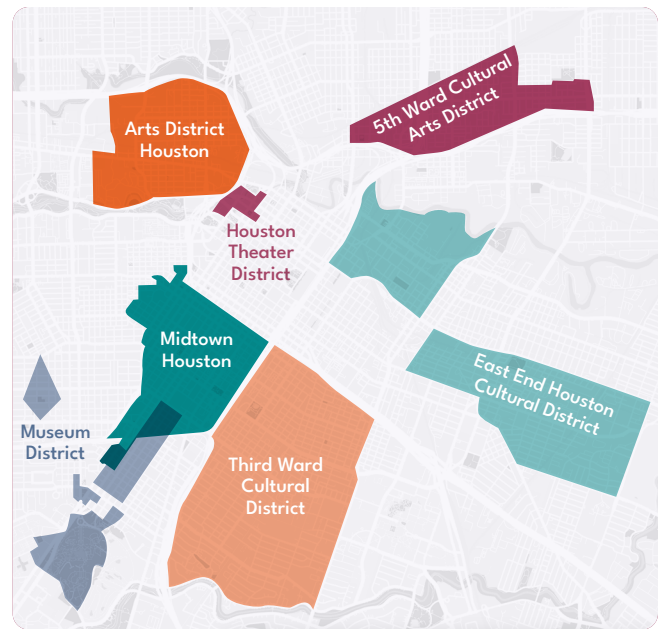 5th Ward Cultural
Arts District
Arts District
Houston
Houston
Theater
District
Midtown
Houston
East End Houston
Cultural District
Museum
District
Third Ward
Cultural
District